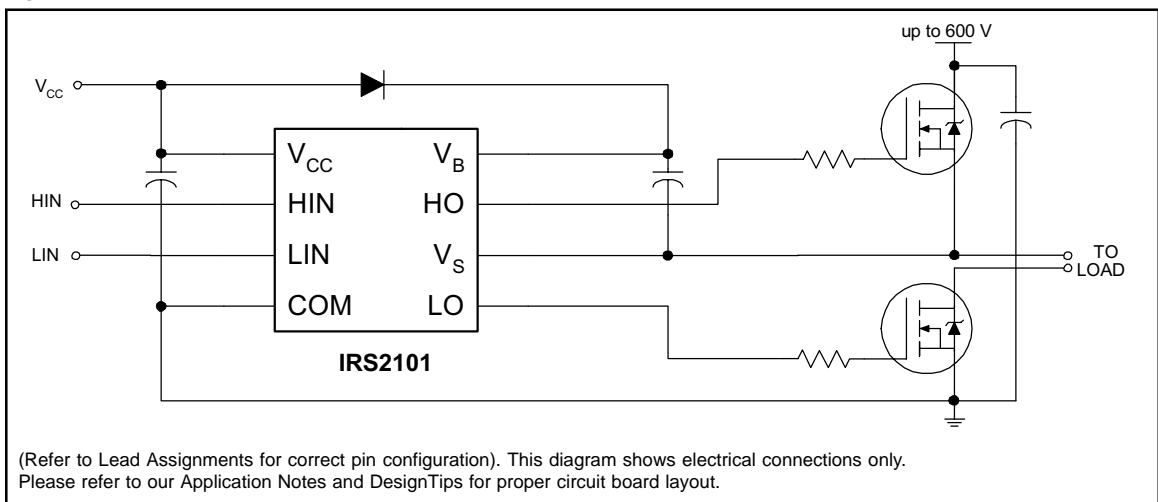 up to 600 V
VCC
VCC VB
HIN HIN HO
LIN LIN VS TO
LOAD
COM LO
IRS2101
(Refer to Lead Assignments for correct pin configuration). This diagram shows electrical connections only.
Please refer to our Application Notes and DesignTips for proper circuit board layout.